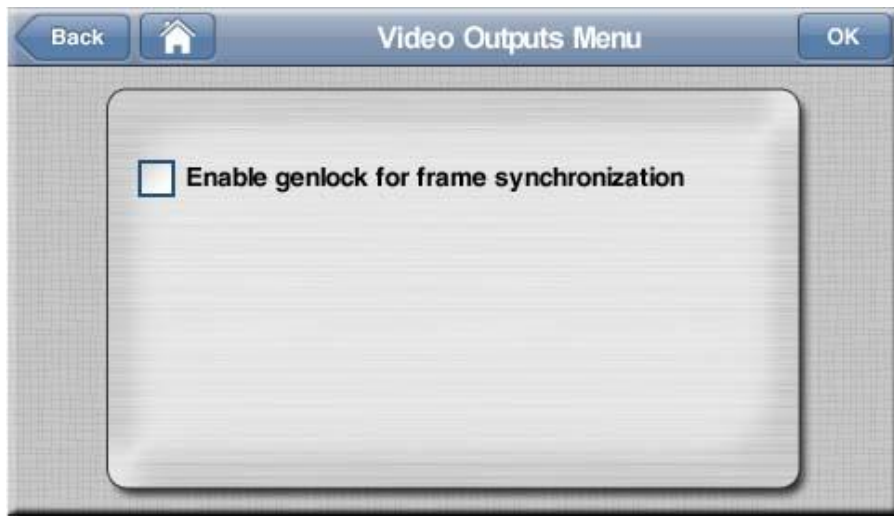 Back
Video Outputs Menu
OK
Enable genlock for frame synchronization